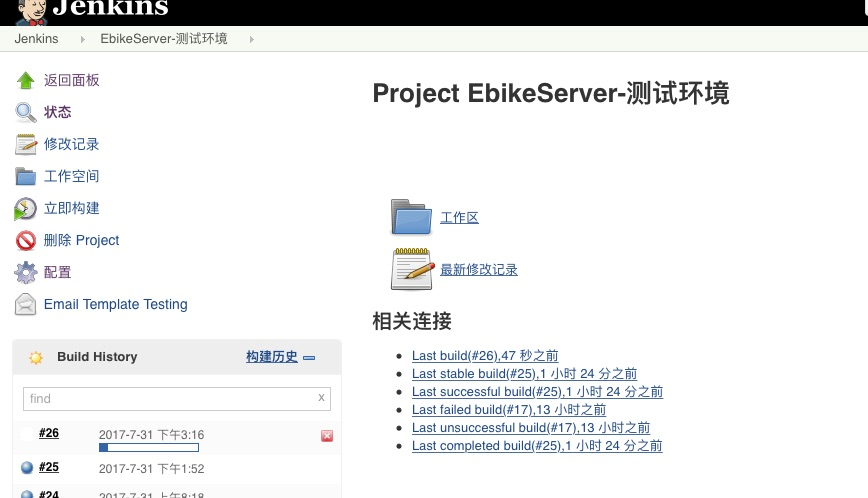 Jenkins
Jenkins EbikeServer-测试环境
返回面板
状态
修改记录
工作空间
立即构建
删除 Project
配置
Email Template Testing
Build History 构建历史
find x
#26 2017-7-31 下午3:16
#25 2017-7-31 下午1:52
#24 2017-7-31 上午8:18
Project EbikeServer-测试环境
工作区
最新修改记录
相关连接
Last build(#26),47 秒之前
Last stable build(#25),1 小时 24 分之前
Last successful build(#25),1 小时 24 分之前
Last failed build(#17),13 小时之前
Last unsuccessful build(#17),13 小时之前
Last completed build(#25),1 小时 24 分之前